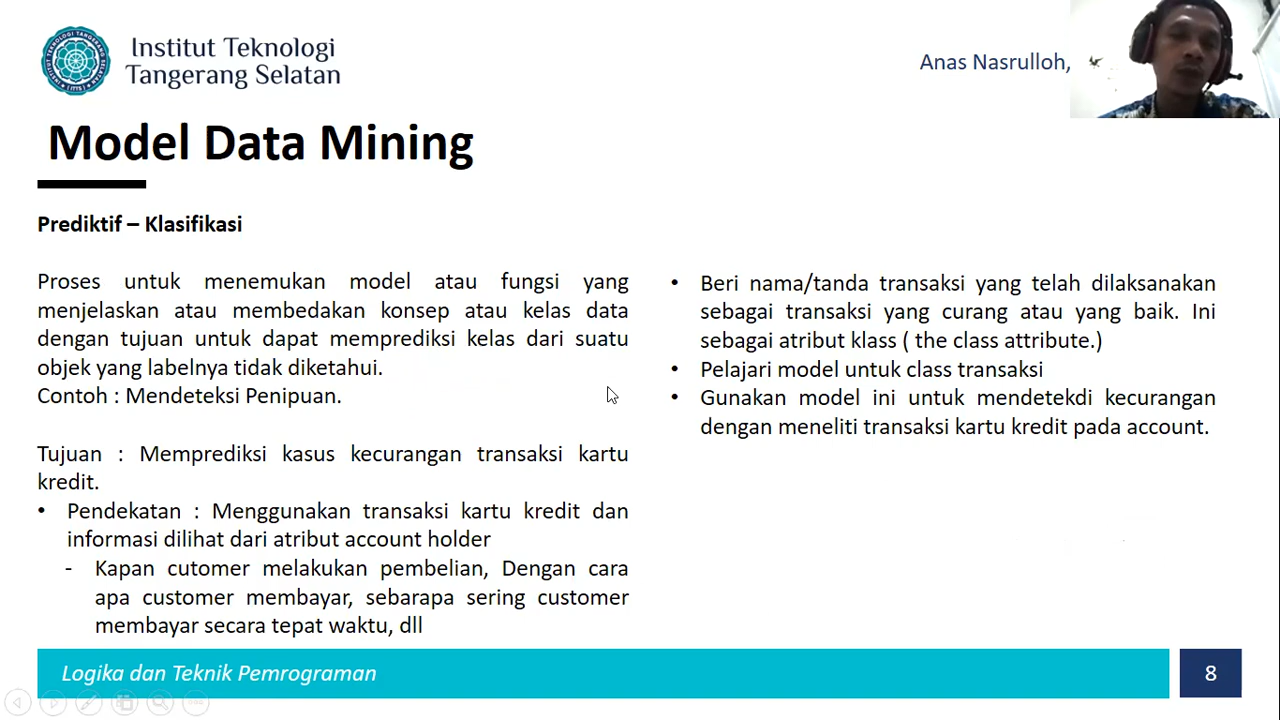 Institut Teknologi
Tangerang Selatan
Anas Nasrulloh,
Model Data Mining
Prediktif – Klasifikasi
Proses untuk menemukan model atau fungsi yang
menjelaskan atau membedakan konsep atau kelas data
dengan tujuan untuk dapat memprediksi kelas dari suatu
objek yang labelnya tidak diketahui.
Contoh : Mendeteksi Penipuan.
Tujuan : Memprediksi kasus kecurangan transaksi kartu
kredit.
• Pendekatan : Menggunakan transaksi kartu kredit dan
informasi dilihat dari atribut account holder
- Kapan cutomer melakukan pembelian, Dengan cara
apa customer membayar, sebarapa sering customer
membayar secara tepat waktu, dll
• Beri nama/tanda transaksi yang telah dilaksanakan
sebagai transaksi yang curang atau yang baik. Ini
sebagai atribut klass ( the class attribute.)
• Pelajari model untuk class transaksi
• Gunakan model ini untuk mendetekdi kecurangan
dengan meneliti transaksi kartu kredit pada account.
Logika dan Teknik Pemrograman
8